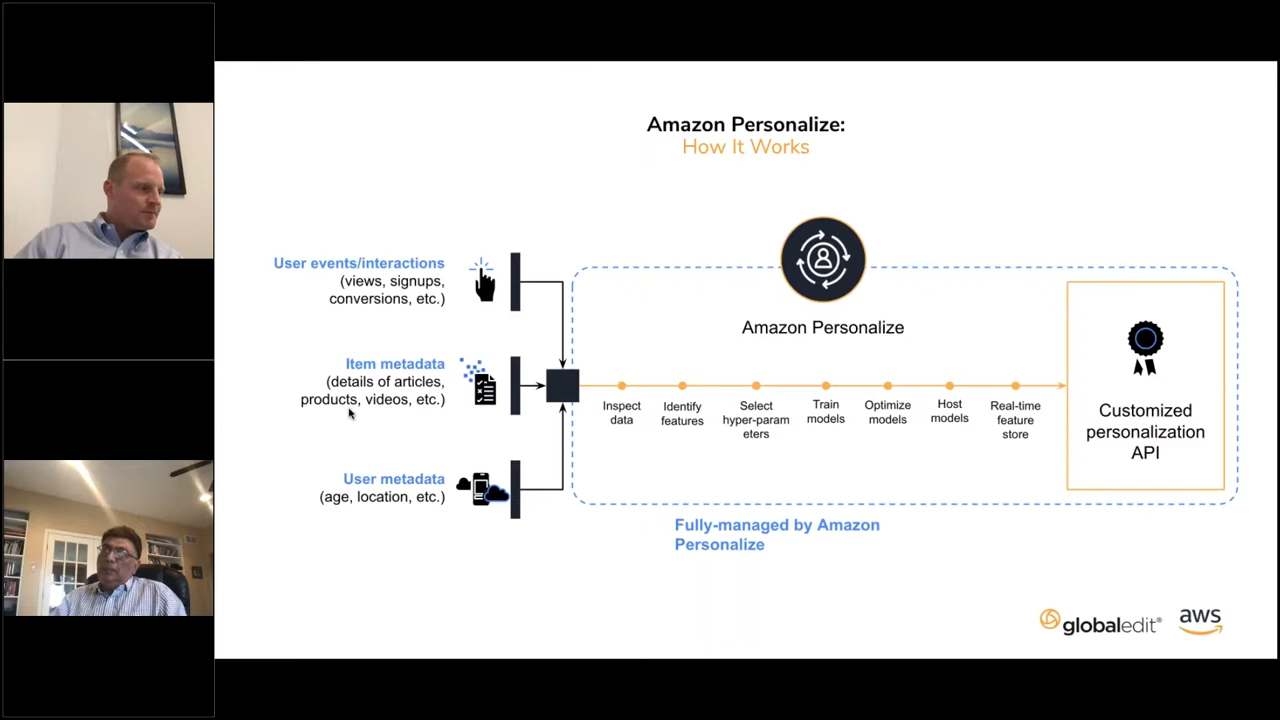 Amazon Personalize:
How It Works
User events/interactions
(views, signups,
conversions, etc.)
Item metadata
(details of articles,
products, videos, etc.)
User metadata
(age, location, etc.)
Amazon Personalize
Inspect
data
Identify
features
Select
hyper-param
eters
Train
models
Optimize
models
Host
models
Real-time
feature
store
Customized
personalization
API
Fully-managed by Amazon
Personalize
globaledit®
aws